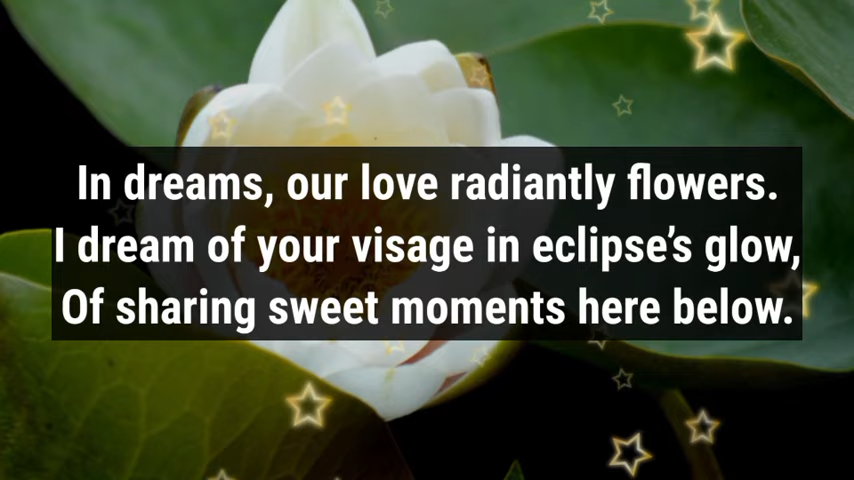 In dreams, our love radiantly flowers.
I dream of your visage in eclipse’s glow,
Of sharing sweet moments here below.